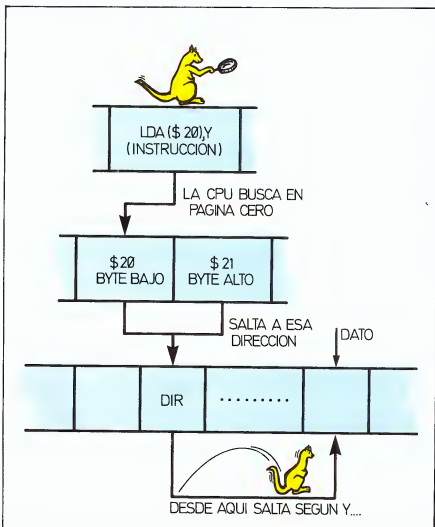 LDA ($ 20),Y
(INSTRUCCIÓN)
LA CPU BUSCA EN
PAGINA CERO
$20
BYTE BAJO
$ 21
BYTE ALTO
SALTA A ESA
DIRECCION
DATO
DIR
.........
DESDE AQUI SALTA SEGUN Y....